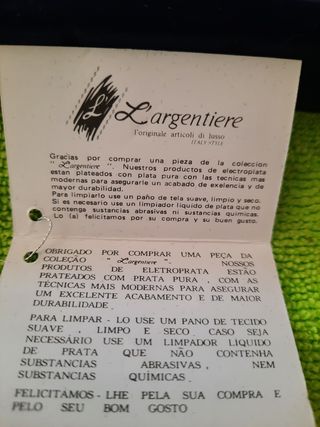 L'
L'argentiere
l'originale articoli di lusso
ITALY STYLE
Gracias por comprar una pieza de la coleccion
" L'argentiere ". Nuestros productos de electroplata
estan plateados con plata pura con las tecnicas mas
modernas para asegurarle un acabado de exelencia y de
mayor durabilidad.
Para limpiarlo use un paño de tela suave, limpio y seco.
Si es necesario use un limpiador líquido de plata que no
contenga sustancias abrasivas ni sustancias químicas.
Lo (a) felicitamos por su compra y su buen gusto.
OBRIGADO POR COMPRAR UMA PEÇA DA
COLEÇÃO " L'argentiere ". NOSSOS
PRODUTOS DE ELETROPRATA ESTÃO
PRATEADOS COM PRATA PURA , COM AS
TÉCNICAS MAIS MODERNAS PARA ASEGURAR
UM EXCELENTE ACABAMENTO E DE MAIOR
DURABILIDADE.
PARA LIMPAR - LO USE UM PANO DE TECIDO
SUAVE , LIMPO E SECO. CASO SEJA
NECESSÁRIO USE UM LIMPADOR LIQUIDO
DE PRATA QUE NÃO CONTENHA
SUBSTANCIAS ABRASIVAS, NEM
SUBSTANCIAS QUÍMICAS.
FELICITAMOS - LHE PELA SUA COMPRA E
PELO SEU BOM GOSTO